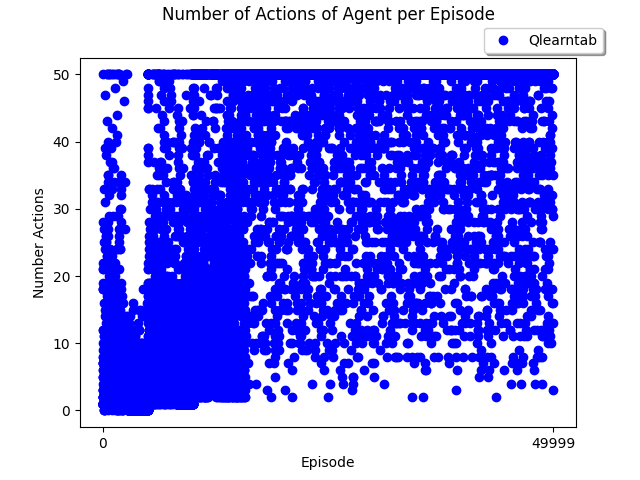 Number of Actions of Agent per Episode
Qlearntab
50
40
30
20
10
0
Number Actions
0
49999
Episode